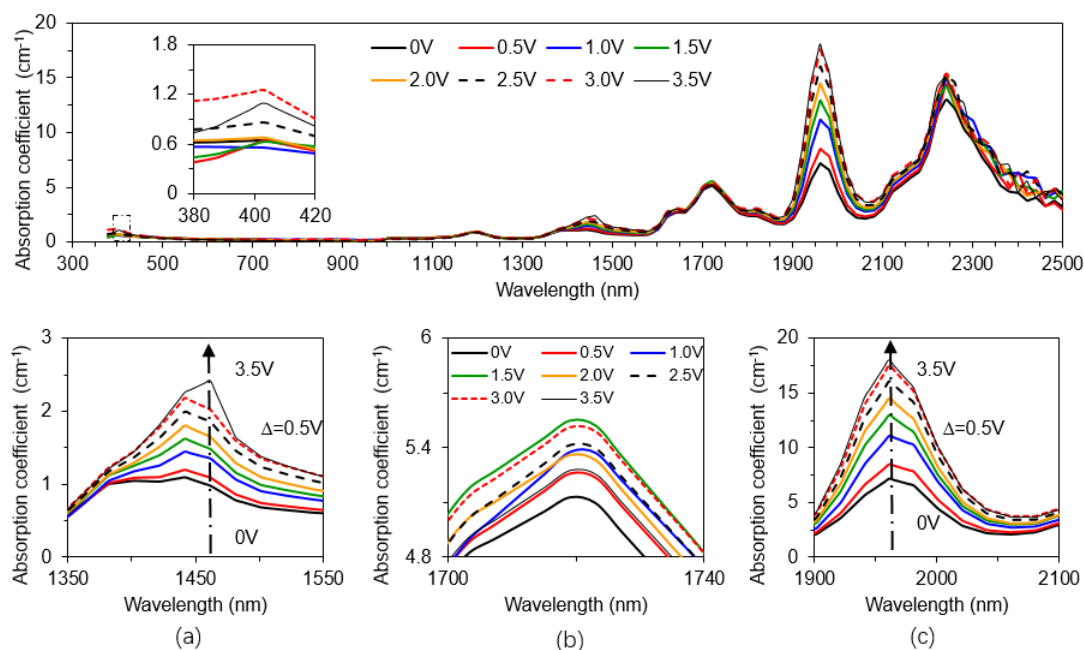 20
15
10
5
0
Absorption coefficient (cm⁻¹)
1.8
1.2
0.6
0
380 400 420
0V 0.5V 1.0V 1.5V
2.0V 2.5V 3.0V 3.5V
300 500 700 900 1100 1300 1500 1700 1900 2100 2300 2500
Wavelength (nm)
3
2
1
0
Absorption coefficient (cm⁻¹)
3.5V
Δ=0.5V
0V
1350 1450 1550
Wavelength (nm)
(a)
6
5.4
4.8
Absorption coefficient (cm⁻¹)
0V 0.5V 1.0V
1.5V 2.0V 2.5V
3.0V 3.5V
1700 1740
Wavelength (nm)
(b)
20
15
10
5
0
Absorption coefficient (cm⁻¹)
3.5V
Δ=0.5V
0V
1900 2000 2100
Wavelength (nm)
(c)